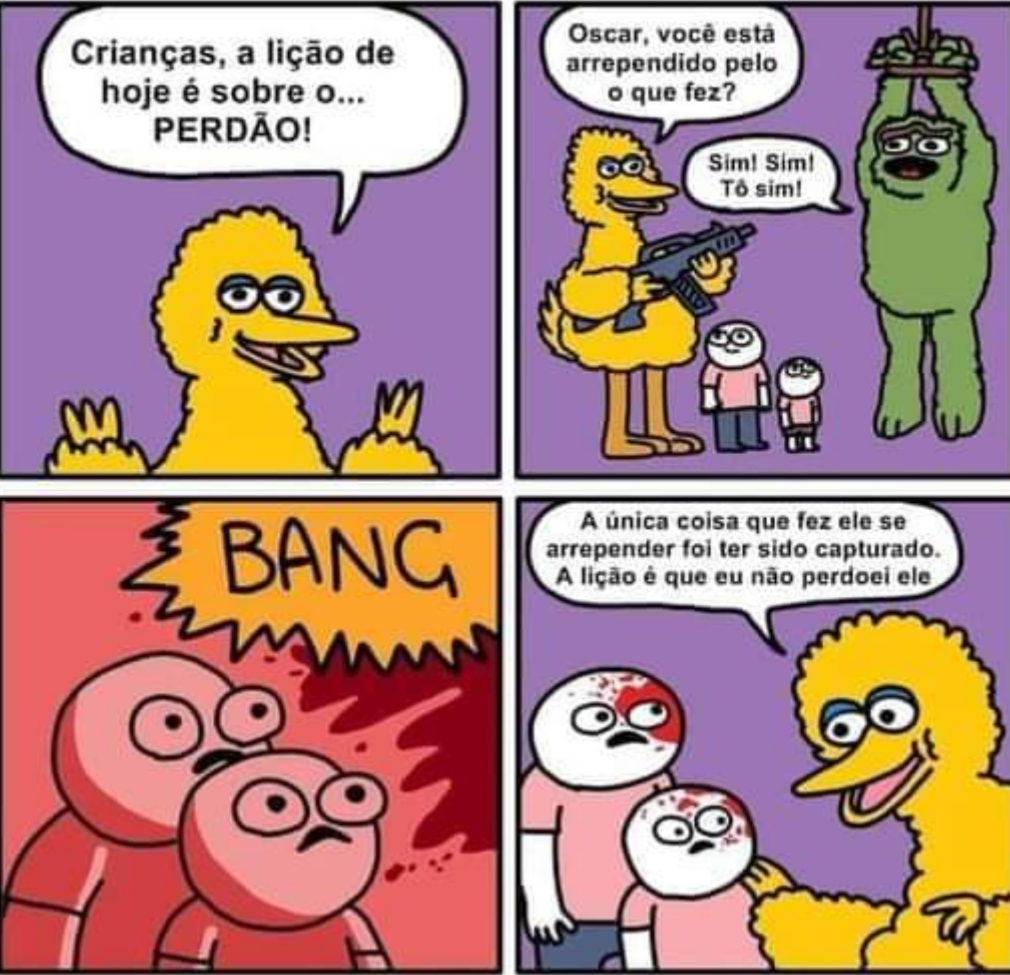 Crianças, a lição de
hoje é sobre o...
PERDÃO!
Oscar, você está
arrependido pelo
o que fez?
Sim! Sim!
Tô sim!
BANG
A única coisa que fez ele se
arrepender foi ter sido capturado.
A lição é que eu não perdoei ele